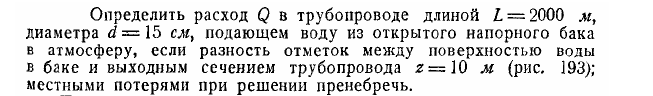 Определить расход Q в трубопроводе длиной L=2000 м,
диаметра d=15 см, подающем воду из открытого напорного бака
в атмосферу, если разность отметок между поверхностью воды
в баке и выходным сечением трубопровода z=10 м (рис. 193);
местными потерями при решении пренебречь.